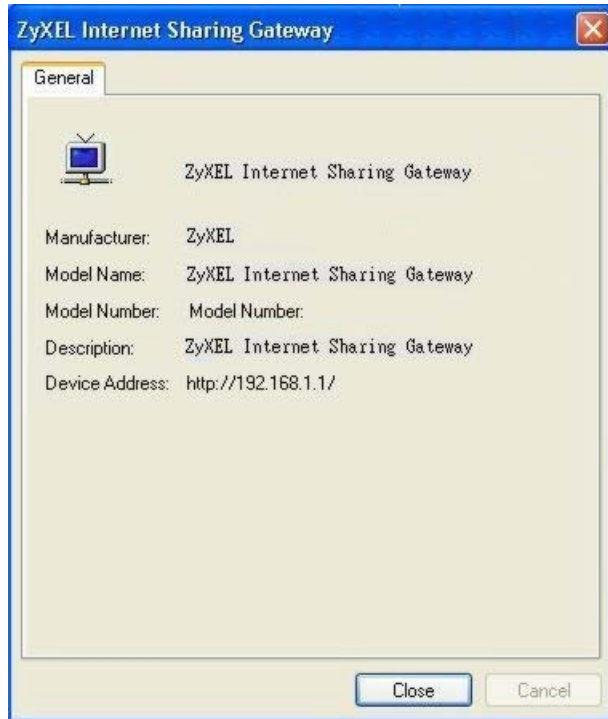 ZyXEL Internet Sharing Gateway
General
ZyXEL Internet Sharing Gateway
Manufacturer: ZyXEL
Model Name: ZyXEL Internet Sharing Gateway
Model Number: Model Number:
Description: ZyXEL Internet Sharing Gateway
Device Address: http://192.168.1.1/
Close Cancel